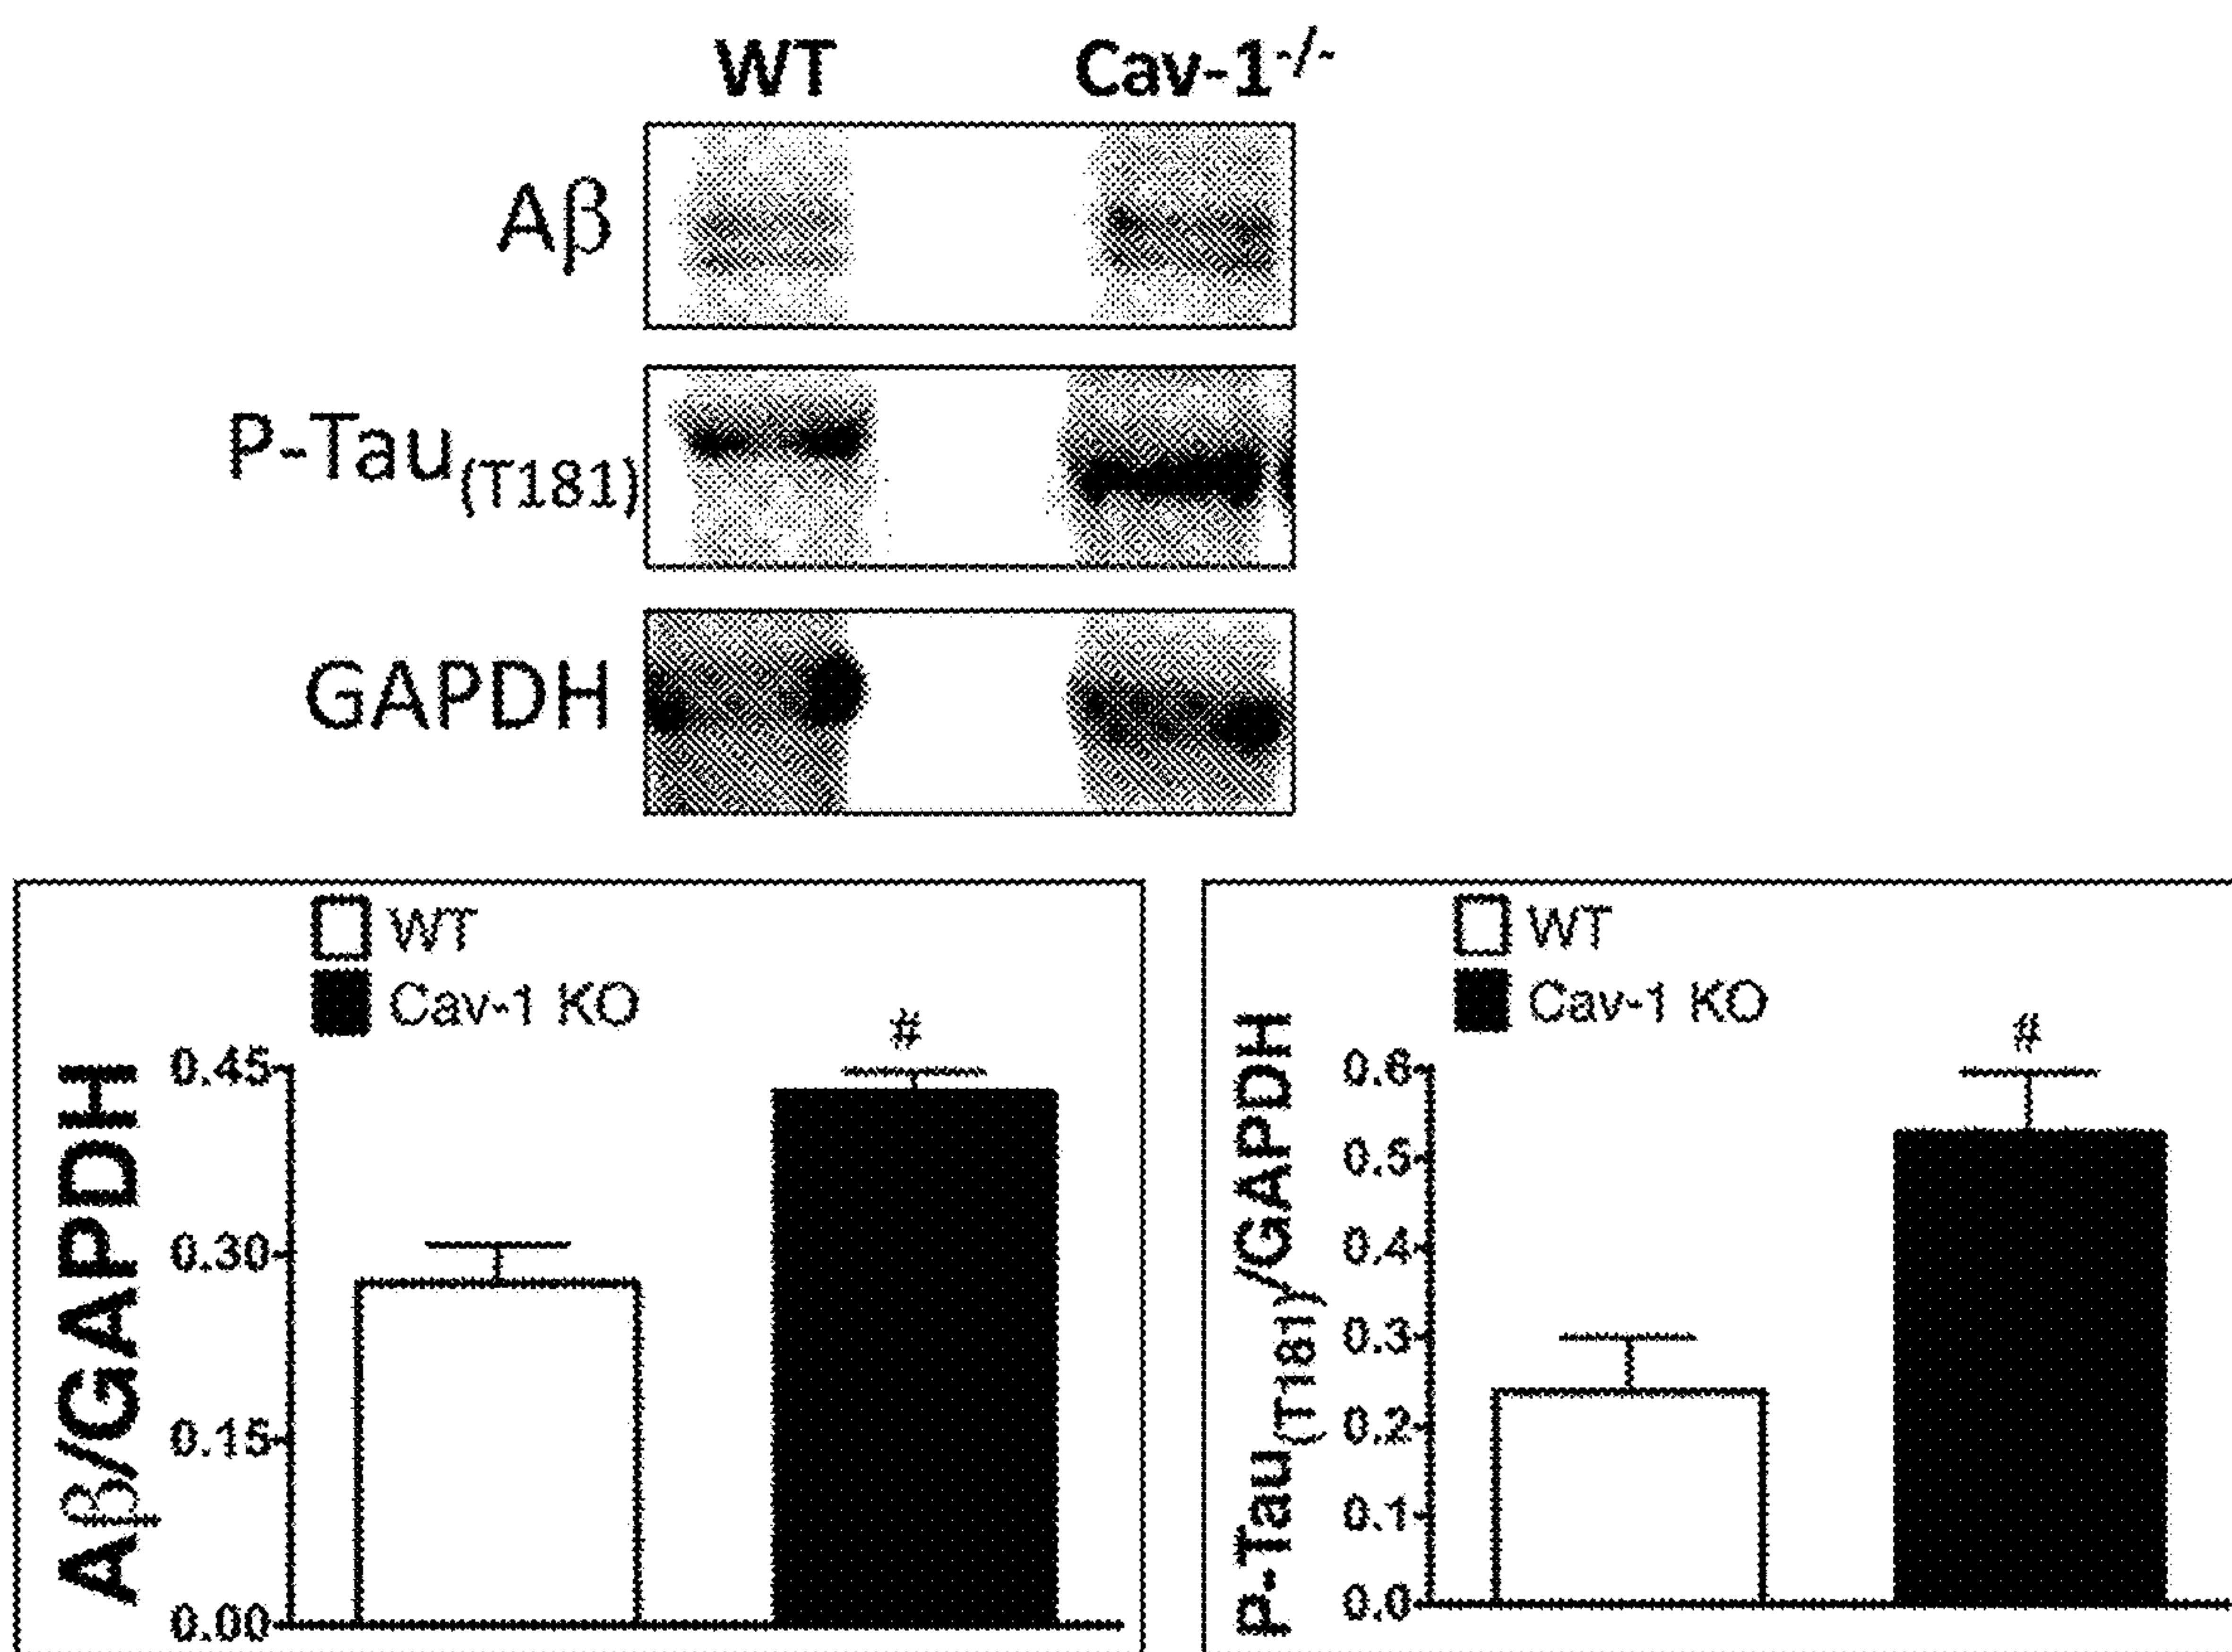 WT Cav-1-/-
Aβ
P-Tau(T181)
GAPDH
WT
Cav-1 KO
#
Aβ/GAPDH
0.45
0.30
0.15
0.00
WT
Cav-1 KO
#
P-Tau(T181)/GAPDH
0.6
0.5
0.4
0.3
0.2
0.1
0.0